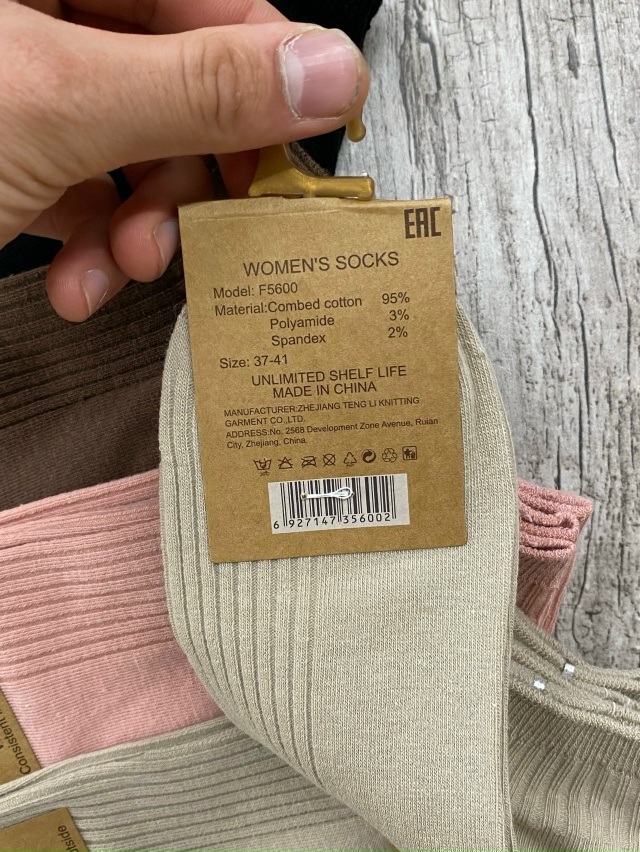 EAC
WOMEN'S SOCKS
Model: F5600
Material:Combed cotton 95%
Polyamide 3%
Spandex 2%
Size: 37-41
UNLIMITED SHELF LIFE
MADE IN CHINA
MANUFACTURER:ZHEJIANG TENG LI KNITTING
GARMENT CO.,LTD.
ADDRESS:No. 2568 Development Zone Avenue, Ruian
City, Zhejiang, China.
6 927147 356002
Consistent